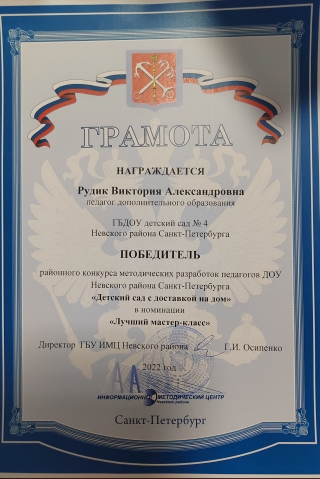 ГРАМОТА
НАГРАЖДАЕТСЯ
Рудик Виктория Александровна
педагог дополнительного образования
ГБДОУ детский сад № 4
Невского района Санкт-Петербурга
ПОБЕДИТЕЛЬ
районного конкурса методических разработок педагогов ДОУ
Невского района Санкт-Петербурга
«Детский сад с доставкой на дом»
в номинации
«Лучший мастер-класс»
Директор ГБУ ИМЦ Невского района Г.И. Осипенко
2022 год
ИНФОРМАЦИОННО МЕТОДИЧЕСКИЙ ЦЕНТР
Невского района
Санкт-Петербург